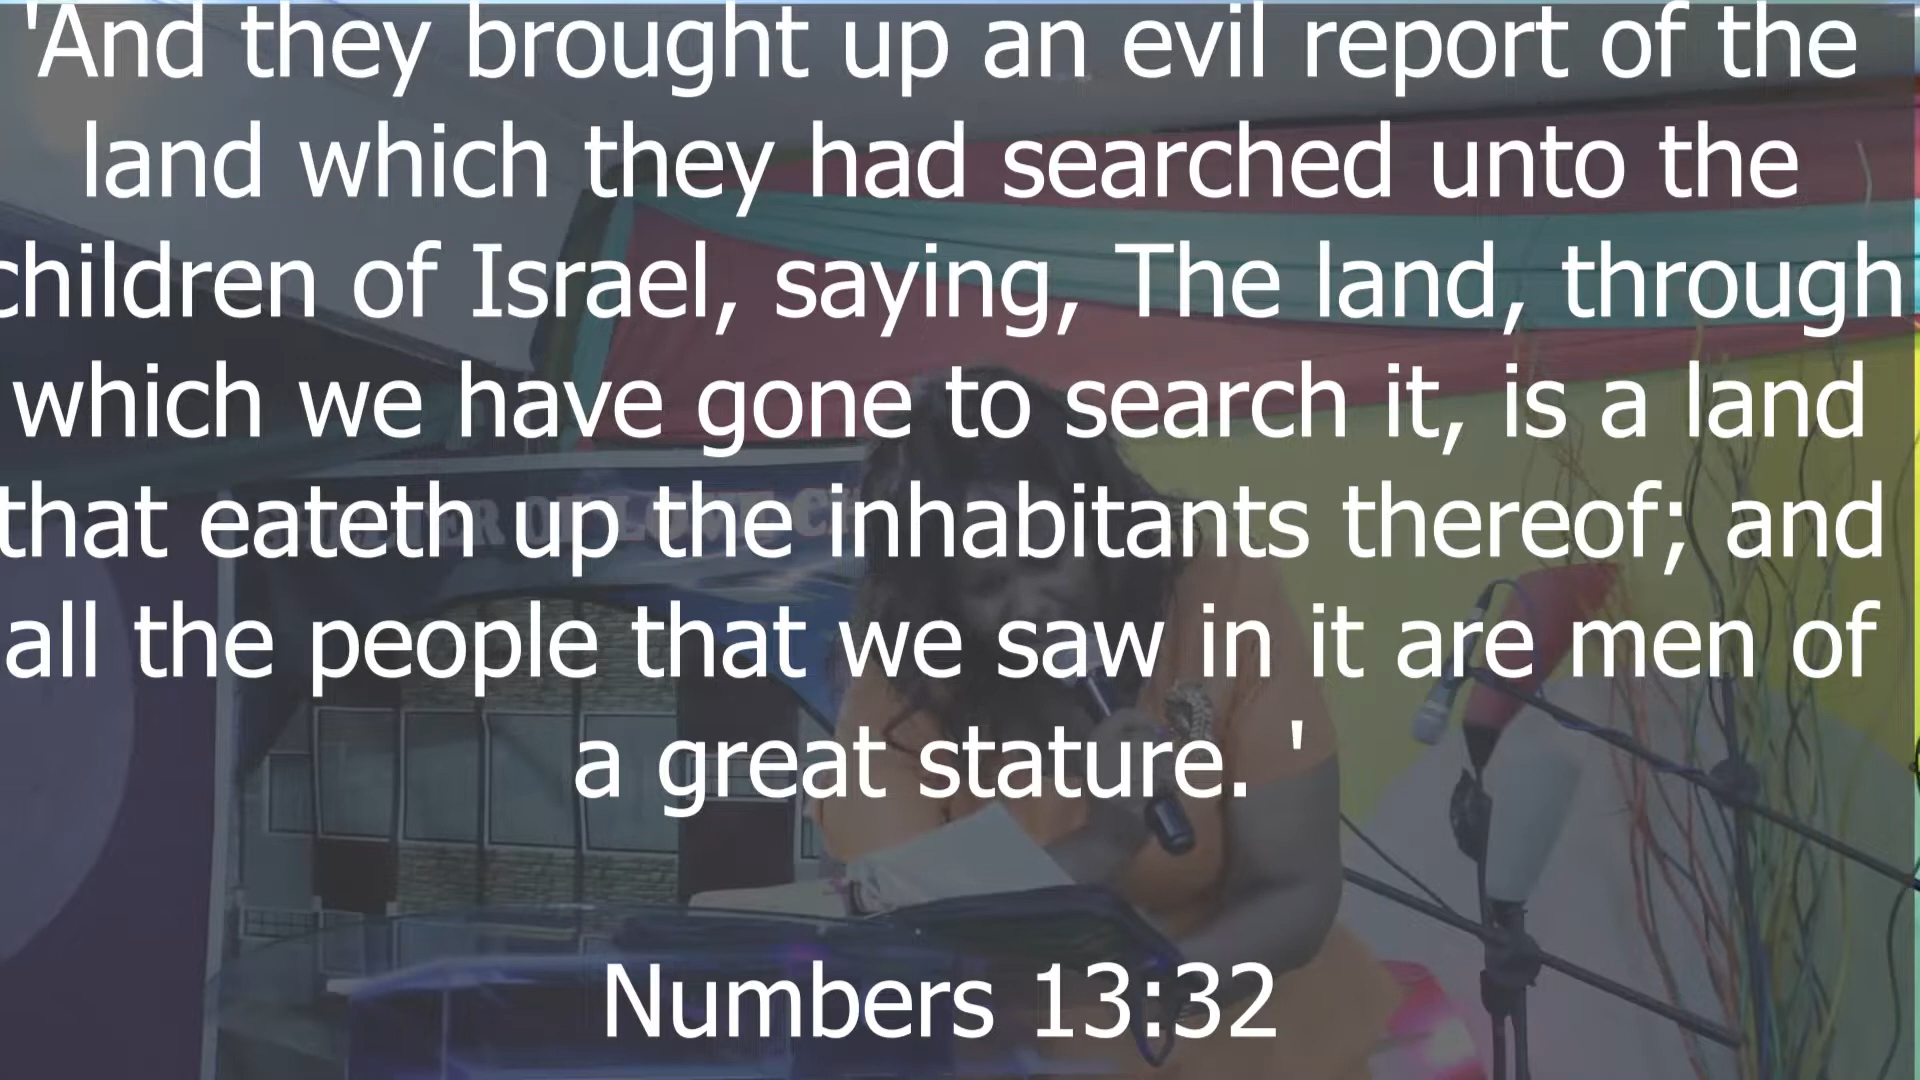 'And they brought up an evil report of the
land which they had searched unto the
children of Israel, saying, The land, through
which we have gone to search it, is a land
that eateth up the inhabitants thereof; and
all the people that we saw in it are men of
a great stature. '
Numbers 13:32